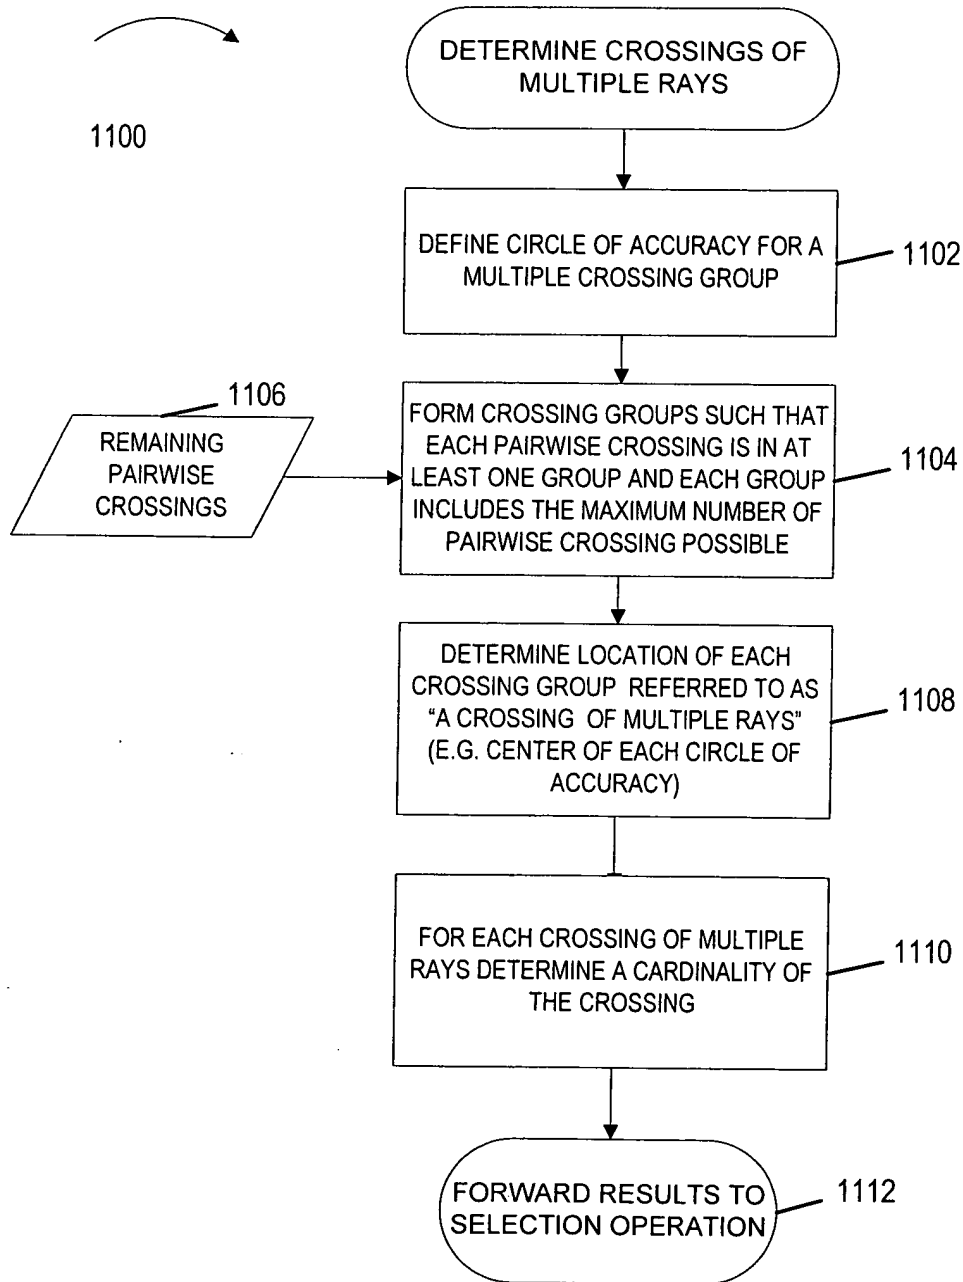 DETERMINE CROSSINGS OF
MULTIPLE RAYS
1100
DEFINE CIRCLE OF ACCURACY FOR A
MULTIPLE CROSSING GROUP
1102
1106
REMAINING
PAIRWISE
CROSSINGS
FORM CROSSING GROUPS SUCH THAT
EACH PAIRWISE CROSSING IS IN AT
LEAST ONE GROUP AND EACH GROUP
INCLUDES THE MAXIMUM NUMBER OF
PAIRWISE CROSSING POSSIBLE
1104
DETERMINE LOCATION OF EACH
CROSSING GROUP REFERRED TO AS
“A CROSSING OF MULTIPLE RAYS”
(E.G. CENTER OF EACH CIRCLE OF
ACCURACY)
1108
FOR EACH CROSSING OF MULTIPLE
RAYS DETERMINE A CARDINALITY OF
THE CROSSING
1110
FORWARD RESULTS TO
SELECTION OPERATION
1112